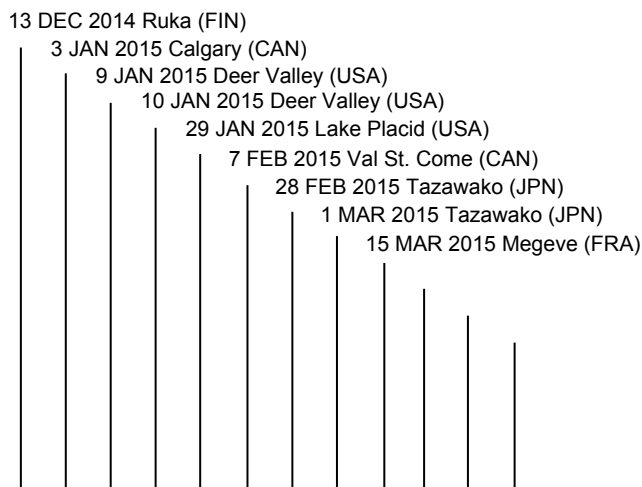 13 DEC 2014 Ruka (FIN)
3 JAN 2015 Calgary (CAN)
9 JAN 2015 Deer Valley (USA)
10 JAN 2015 Deer Valley (USA)
29 JAN 2015 Lake Placid (USA)
7 FEB 2015 Val St. Come (CAN)
28 FEB 2015 Tazawako (JPN)
1 MAR 2015 Tazawako (JPN)
15 MAR 2015 Megeve (FRA)